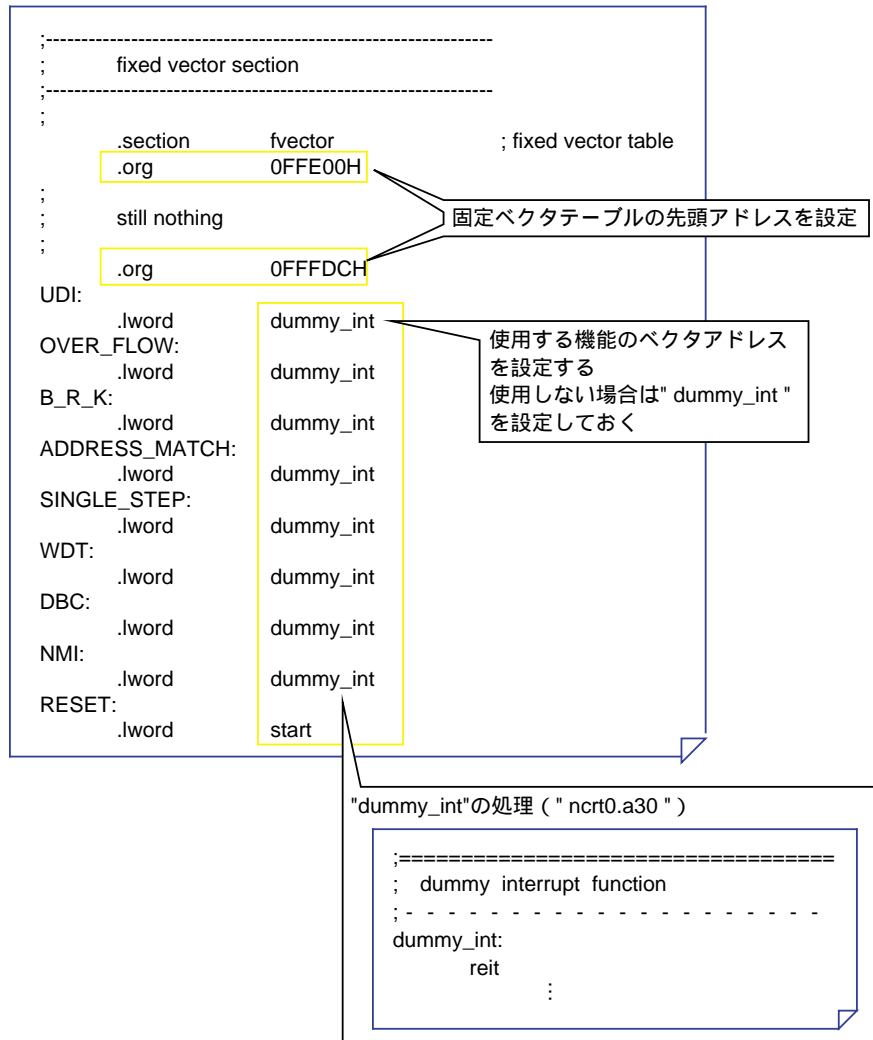 ;---------------------------------------------------------------
; fixed vector section
;---------------------------------------------------------------
;
.section fvector ; fixed vector table
.org 0FFE00H
;
; still nothing
;
固定ベクタテーブルの先頭アドレスを設定
.org 0FFFDCH
UDI:
.lword dummy_int
使用する機能のベクタアドレス
を設定する
使用しない場合は" dummy_int "
を設定しておく
OVER_FLOW:
.lword dummy_int
B_R_K:
.lword dummy_int
ADDRESS_MATCH:
.lword dummy_int
SINGLE_STEP:
.lword dummy_int
WDT:
.lword dummy_int
DBC:
.lword dummy_int
NMI:
.lword dummy_int
RESET:
.lword start
"dummy_int"の処理 ( " ncrt0.a30 " )
;===================================
; dummy interrupt function
; - - - - - - - - - - - - - - - - - - - -
dummy_int:
reit
⋮